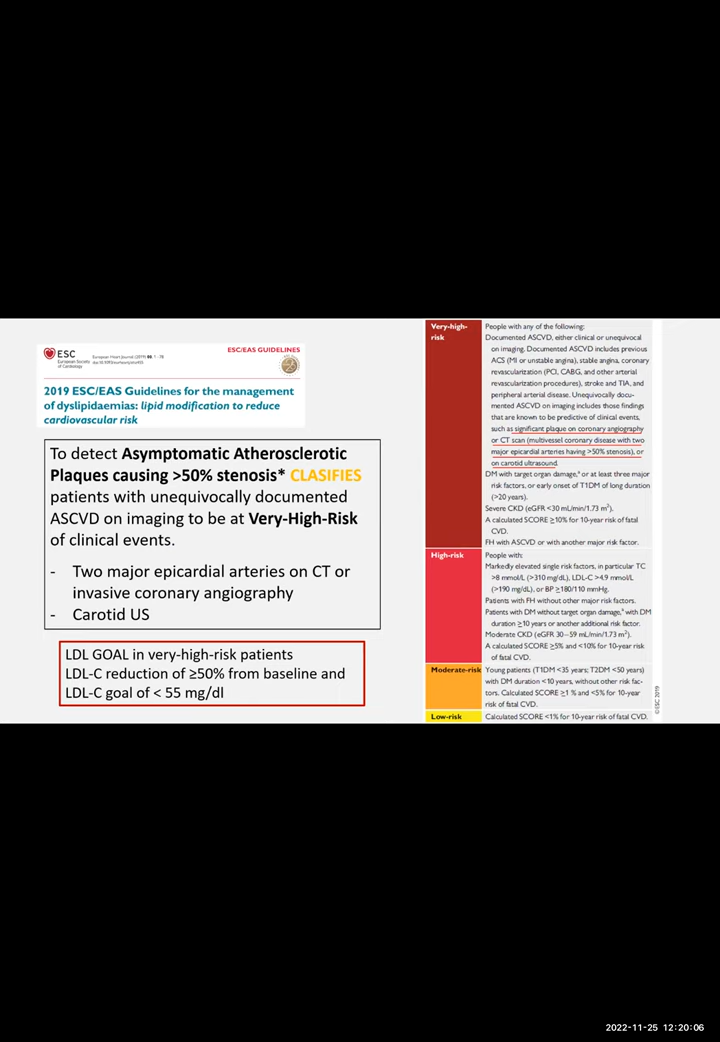 ESC
European Society
of Cardiology
European Heart Journal (2019)
ESC/EAS GUIDELINES
2019 ESC/EAS Guidelines for the management
of dyslipidaemias: lipid modification to reduce
cardiovascular risk
To detect Asymptomatic Atherosclerotic
Plaques causing >50% stenosis* CLASIFIES
patients with unequivocally documented
ASCVD on imaging to be at Very-High-Risk
of clinical events.
- Two major epicardial arteries on CT or
invasive coronary angiography
- Carotid US
LDL GOAL in very-high-risk patients
LDL-C reduction of ≥50% from baseline and
LDL-C goal of < 55 mg/dl
Very-high-
risk
People with any of the following:
Documented ASCVD, either clinical or unequivocal
on imaging. Documented ASCVD includes previous
ACS (MI or unstable angina), stable angina, coronary
revascularization (PCI, CABG, and other arterial
revascularization procedures), stroke and TIA, and
peripheral arterial disease. Unequivocally docu-
mented ASCVD on imaging includes those findings
that are known to be predictive of clinical events,
such as significant plaque on coronary angiography
or CT scan (multivessel coronary disease with two
major epicardial arteries having >50% stenosis), or
on carotid ultrasound.
DM with target organ damage, or at least three major
risk factors, or early onset of T1DM of long duration
(>20 years).
Severe CKD (eGFR <30 mL/min/1.73 m²).
A calculated SCORE ≥10% for 10-year risk of fatal
CVD.
FH with ASCVD or with another major risk factor.
High-risk
People with:
Markedly elevated single risk factors, in particular TC
>8 mmol/L (>310 mg/dL), LDL-C >4.9 mmol/L
(>190 mg/dL), or BP ≥180/110 mmHg.
Patients with FH without other major risk factors.
Patients with DM without target organ damage, with DM
duration ≥10 years or another additional risk factor.
Moderate CKD (eGFR 30–59 mL/min/1.73 m²).
A calculated SCORE ≥5% and <10% for 10-year risk
of fatal CVD.
Moderate-risk
Young patients (T1DM <35 years; T2DM <50 years)
with DM duration <10 years, without other risk fac-
tors. Calculated SCORE ≥1 % and <5% for 10-year
risk of fatal CVD.
Low-risk
Calculated SCORE <1% for 10-year risk of fatal CVD.
©ESC 2019
2022-11-25 12:20:06